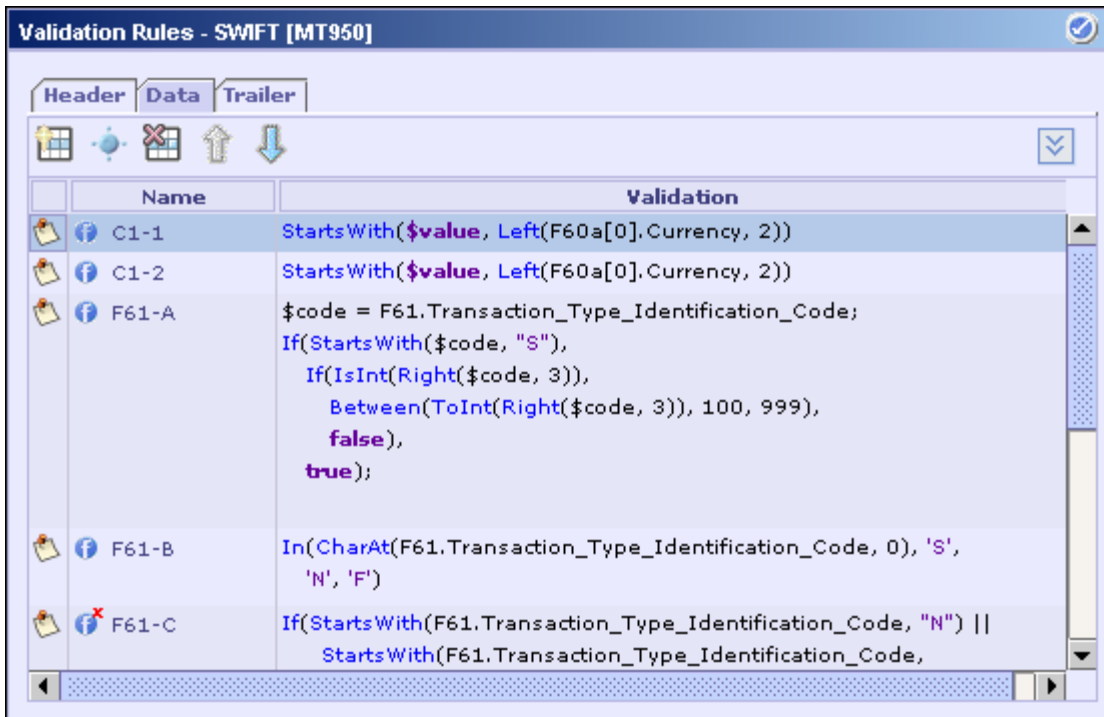 Validation Rules - SWIFT [MT950]
Header Data Trailer
Name Validation
C1-1 StartsWith($value, Left(F60a[0].Currency, 2))
C1-2 StartsWith($value, Left(F60a[0].Currency, 2))
F61-A $code = F61.Transaction_Type_Identification_Code;
If(StartsWith($code, "S"),
If(IsInt(Right($code, 3)),
Between(ToInt(Right($code, 3)), 100, 999),
false),
true);
F61-B In(CharAt(F61.Transaction_Type_Identification_Code, 0), 'S',
'N', 'F')
F61-C If(StartsWith(F61.Transaction_Type_Identification_Code, "N") ||
StartsWith(F61.Transaction_Type_Identification_Code,